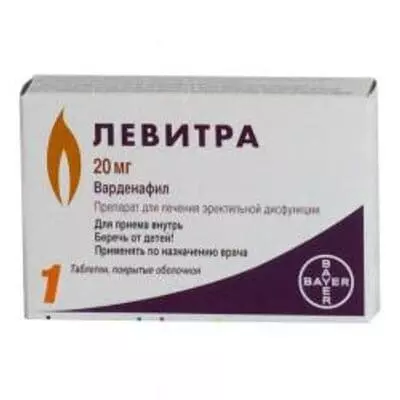 ЛЕВИТРА
20 мг
Варденафил
Препарат для лечения эректильной дисфункции
Для приема внутрь
Беречь от детей!
Применять по назначению врача
1 Таблетки, покрытые оболочкой
BAYER
BAYER